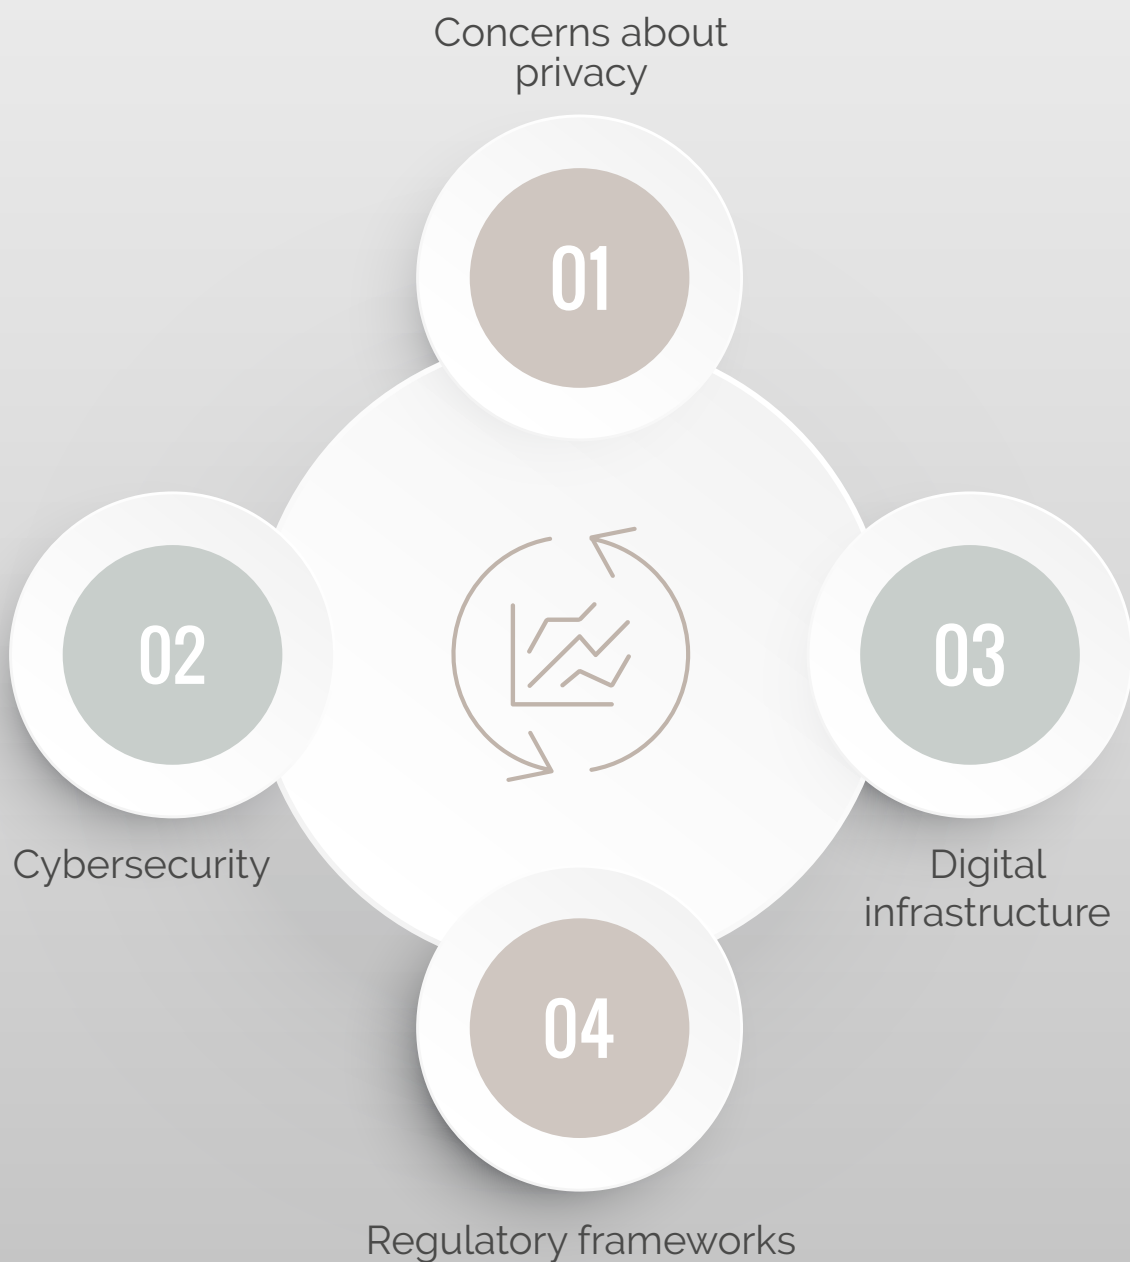 Concerns about
privacy
01
02
03
Cybersecurity
Digital
infrastructure
04
Regulatory frameworks